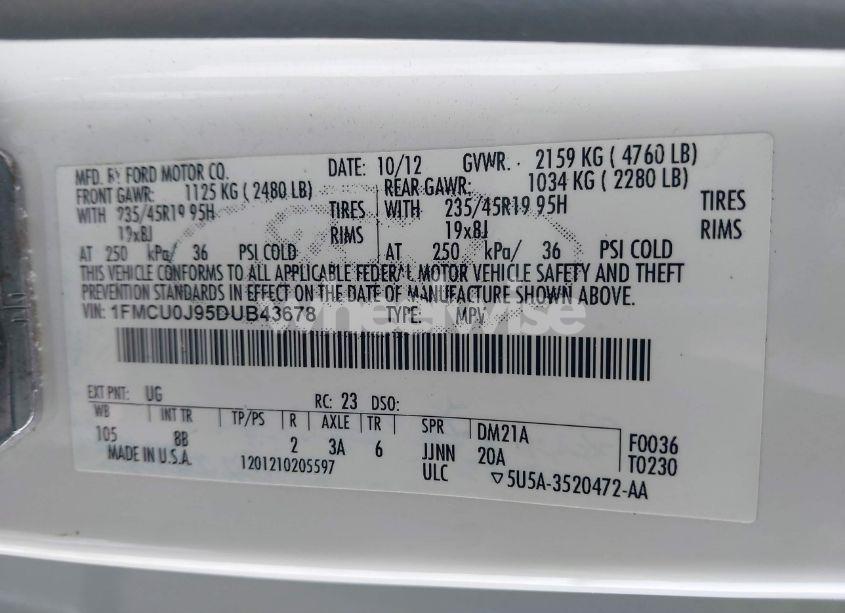 MFD. BY FORD MOTOR CO. DATE: 10/12 GVWR. 2159 KG ( 4760 LB)
FRONT GAWR: 1125 KG ( 2480 LB) REAR GAWR: 1034 KG ( 2280 LB)
WITH 235/45R19 95H TIRES WITH 235/45R19 95H TIRES
19x8J RIMS 19x8J RIMS
AT 250 kPa/ 36 PSI COLD AT 250 kPa/ 36 PSI COLD
THIS VEHICLE CONFORMS TO ALL APPLICABLE FEDERAL MOTOR VEHICLE SAFETY AND THEFT
PREVENTION STANDARDS IN EFFECT ON THE DATE OF MANUFACTURE SHOWN ABOVE.
VIN: 1FMCU0J95DUB43678 TYPE: MPV
wheelwise
EXT PNT: UG RC: 23 DSO:
WB INT TR TP/PS R AXLE TR SPR DM21A F0036
105 8B 2 3A 6 JJNN 20A T0230
MADE IN U.S.A. 1201210205597 ULC ▽5U5A-3520472-AA